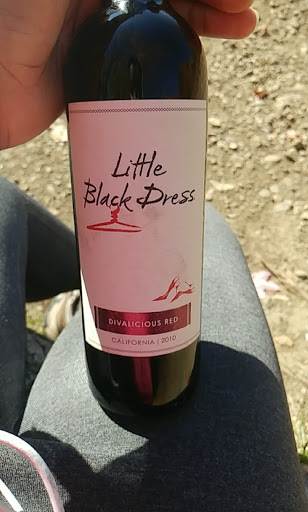 Little
Black Dress
DIVALICIOUS RED
CALIFORNIA | 2010